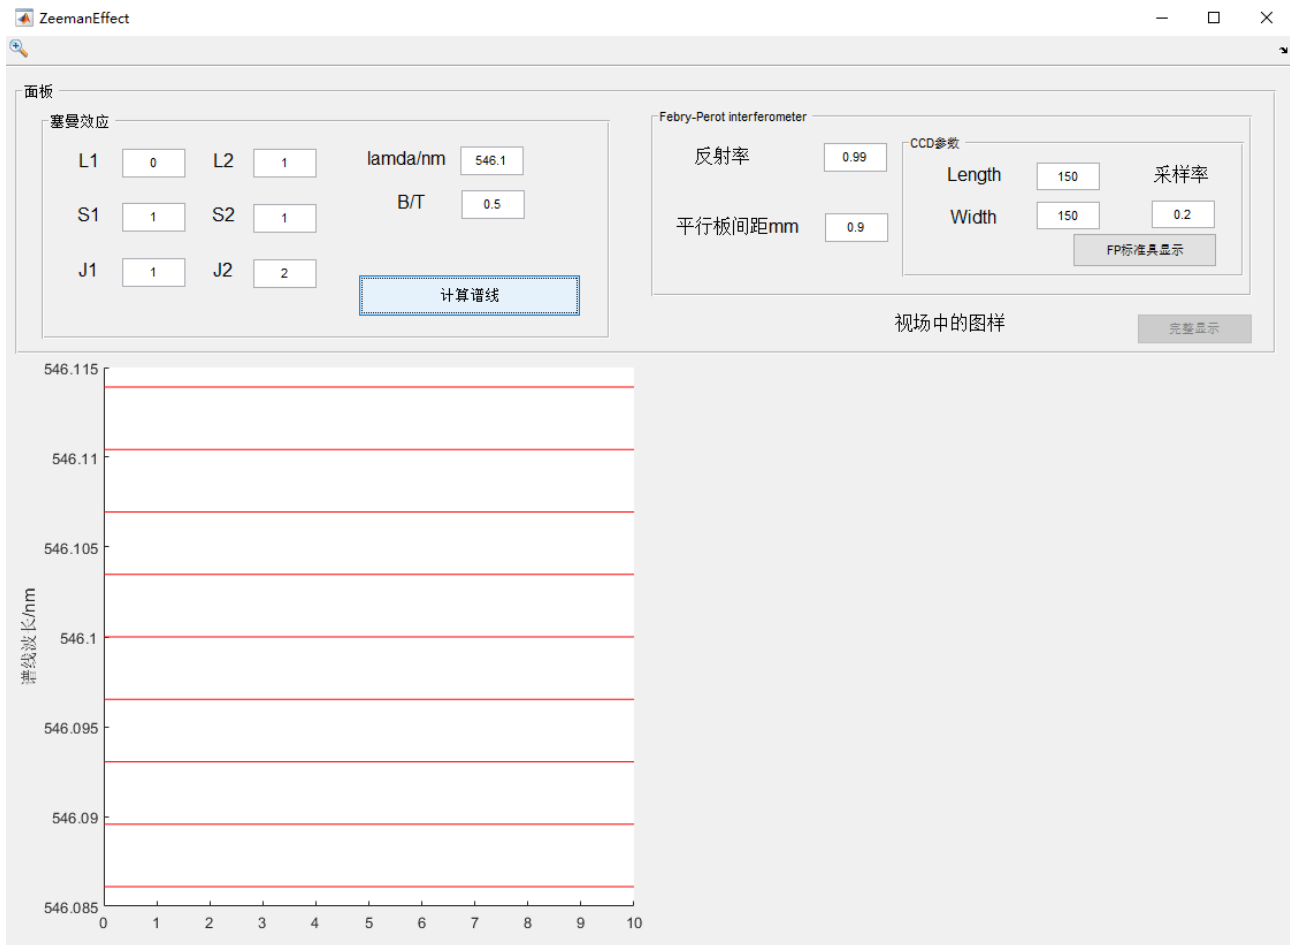 ZeemanEffect
面板
塞曼效应
L1 0 L2 1 lamda/nm 546.1
S1 1 S2 1 B/T 0.5
J1 1 J2 2
计算谱线
Febry-Perot interferometer
反射率 0.99
平行板间距mm 0.9
CCD参数
Length 150 采样率
Width 150 0.2
FP标准具显示
视场中的图样 完整显示
谱线波长/nm
546.115
546.11
546.105
546.1
546.095
546.09
546.085
0 1 2 3 4 5 6 7 8 9 10